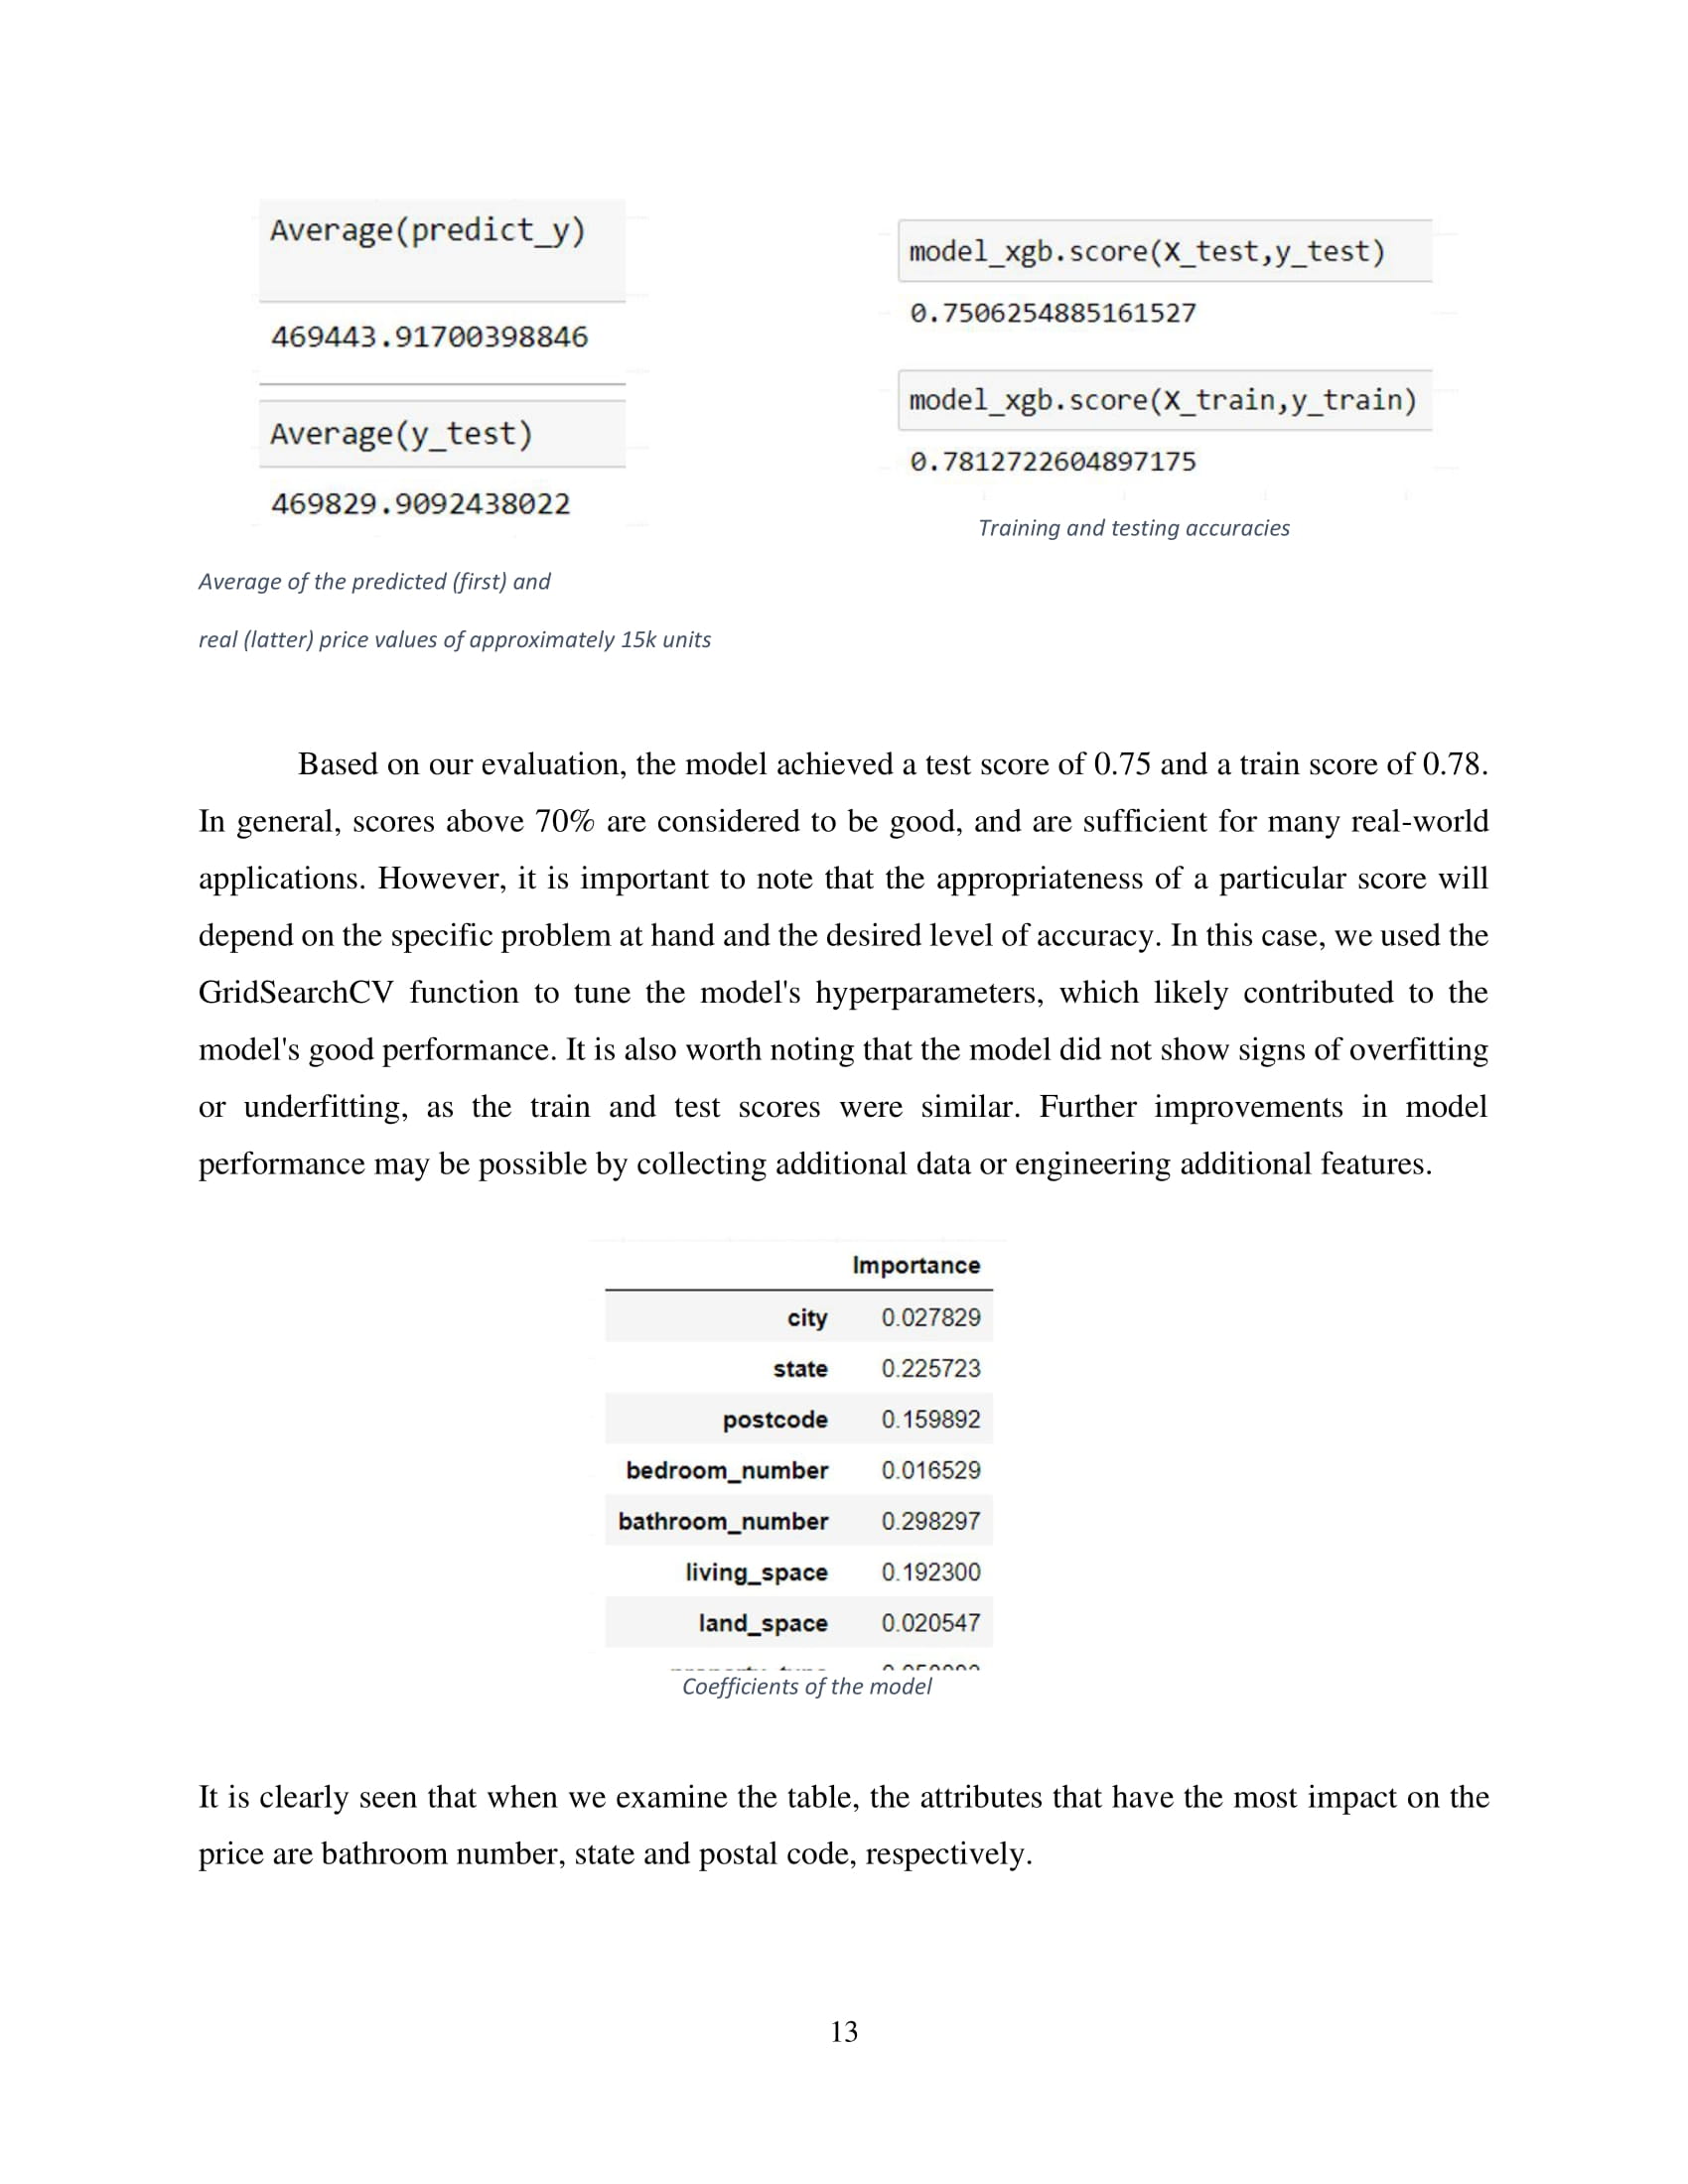 Average(predict_y)
469443.91700398846
Average(y_test)
469829.9092438022
Average of the predicted (first) and
real (latter) price values of approximately 15k units
model_xgb.score(X_test,y_test)
0.7506254885161527
model_xgb.score(X_train,y_train)
0.7812722604897175
Training and testing accuracies
Based on our evaluation, the model achieved a test score of 0.75 and a train score of 0.78.
In general, scores above 70% are considered to be good, and are sufficient for many real-world
applications. However, it is important to note that the appropriateness of a particular score will
depend on the specific problem at hand and the desired level of accuracy. In this case, we used the
GridSearchCV function to tune the model's hyperparameters, which likely contributed to the
model's good performance. It is also worth noting that the model did not show signs of overfitting
or underfitting, as the train and test scores were similar. Further improvements in model
performance may be possible by collecting additional data or engineering additional features.
Importance
city 0.027829
state 0.225723
postcode 0.159892
bedroom_number 0.016529
bathroom_number 0.298297
living_space 0.192300
land_space 0.020547
Coefficients of the model
It is clearly seen that when we examine the table, the attributes that have the most impact on the
price are bathroom number, state and postal code, respectively.
13